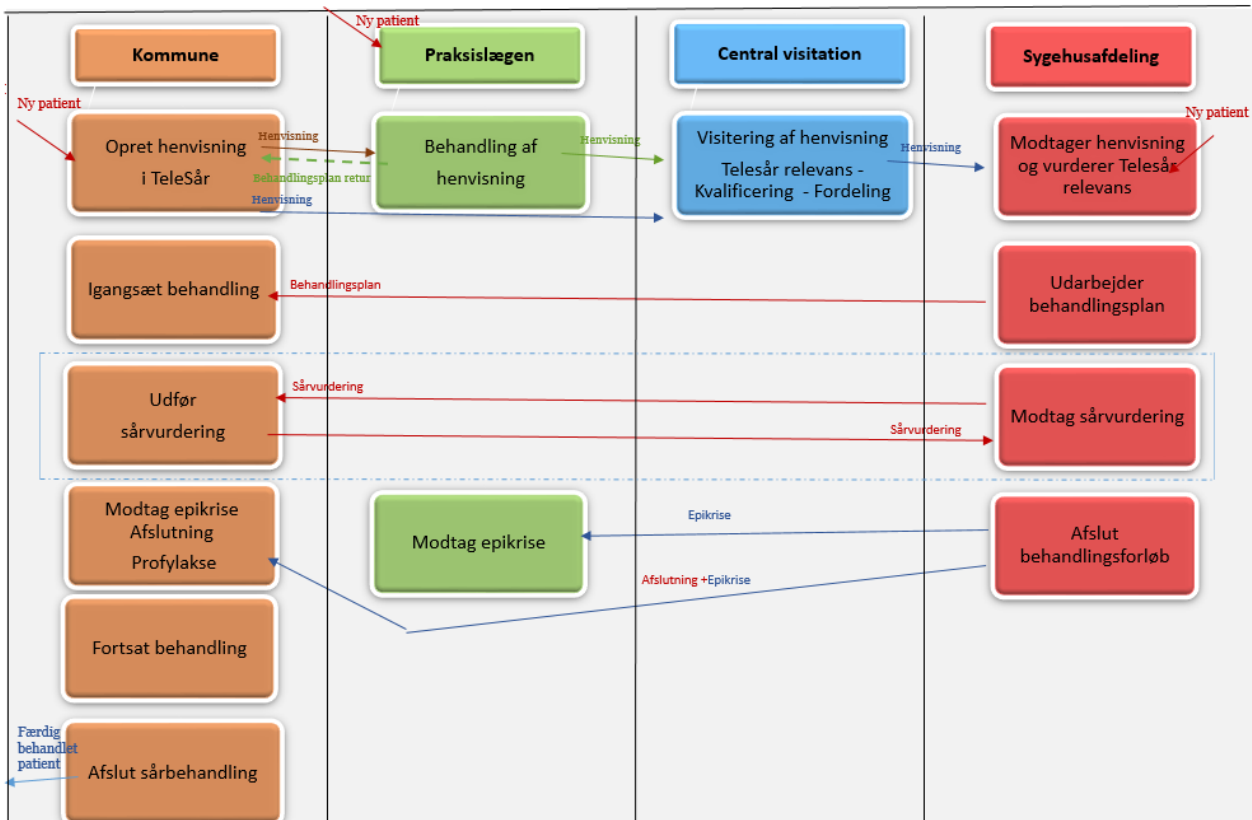 Ny patient
Kommune
Praksislægen
Central visitation
Sygehusafdeling
Ny patient
Opret henvisning
i TeleSår
Henvisning
Behandlingsplan retur
Henvisning
Behandling af
henvisning
Henvisning
Visitering af henvisning
Telesår relevans -
Kvalificering - Fordeling
Henvisning
Ny patient
Modtager henvisning
og vurderer Telesår
relevans
Igangsæt behandling
Behandlingsplan
Udarbejder
behandlingsplan
Udfør
sårvurdering
Sårvurdering
Sårvurdering
Modtag sårvurdering
Modtag epikrise
Afslutning
Profylakse
Modtag epikrise
Epikrise
Afslutning +Epikrise
Afslut
behandlingsforløb
Fortsat behandling
Færdig
behandlet
patient
Afslut sårbehandling